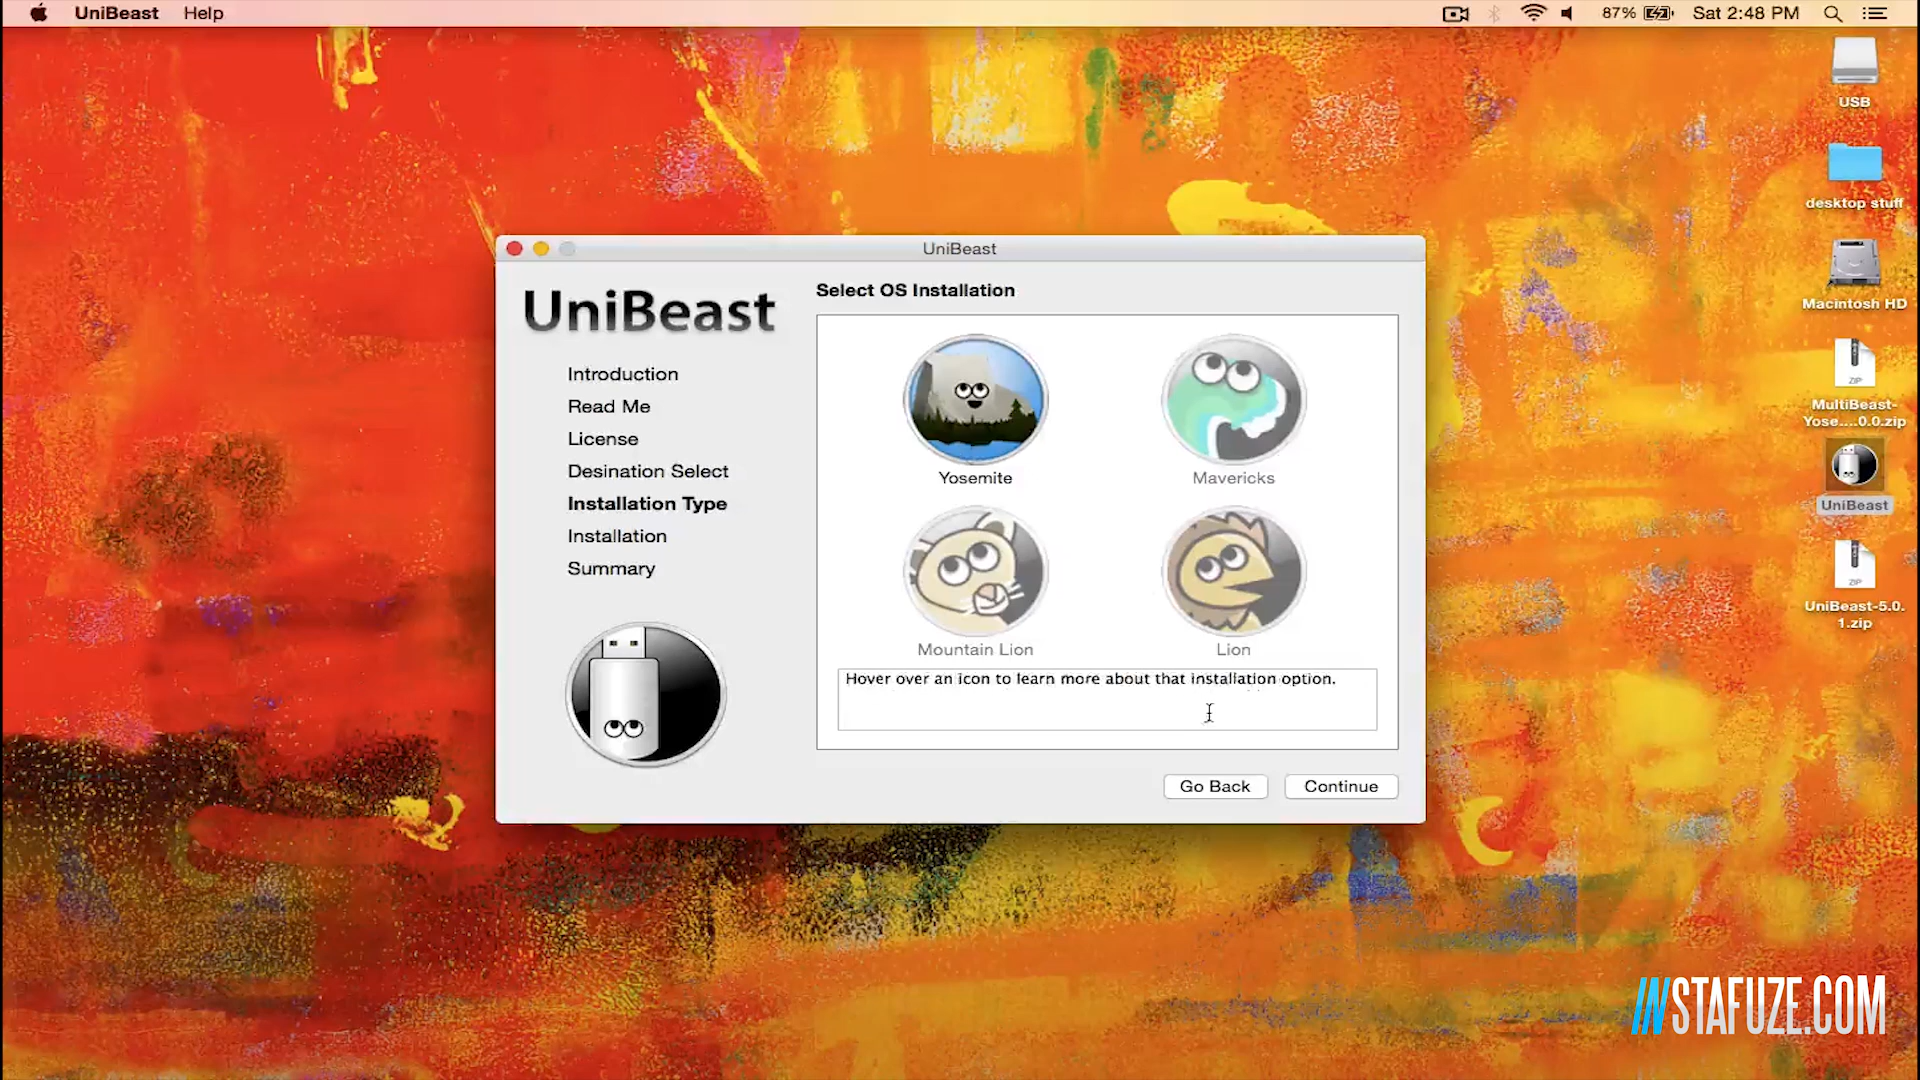 UniBeast Help 87% Sat 2:48 PM
USB
desktop stuff
Macintosh HD
ZIP
MultiBeast-
Yose....0.0.zip
UniBeast
ZIP
UniBeast-5.0.
1.zip
UniBeast
UniBeast
Introduction
Read Me
License
Desination Select
Installation Type
Installation
Summary
Select OS Installation
Yosemite
Mavericks
Mountain Lion
Lion
Hover over an icon to learn more about that installation option.
Go Back
Continue
INSTAFUZE.COM